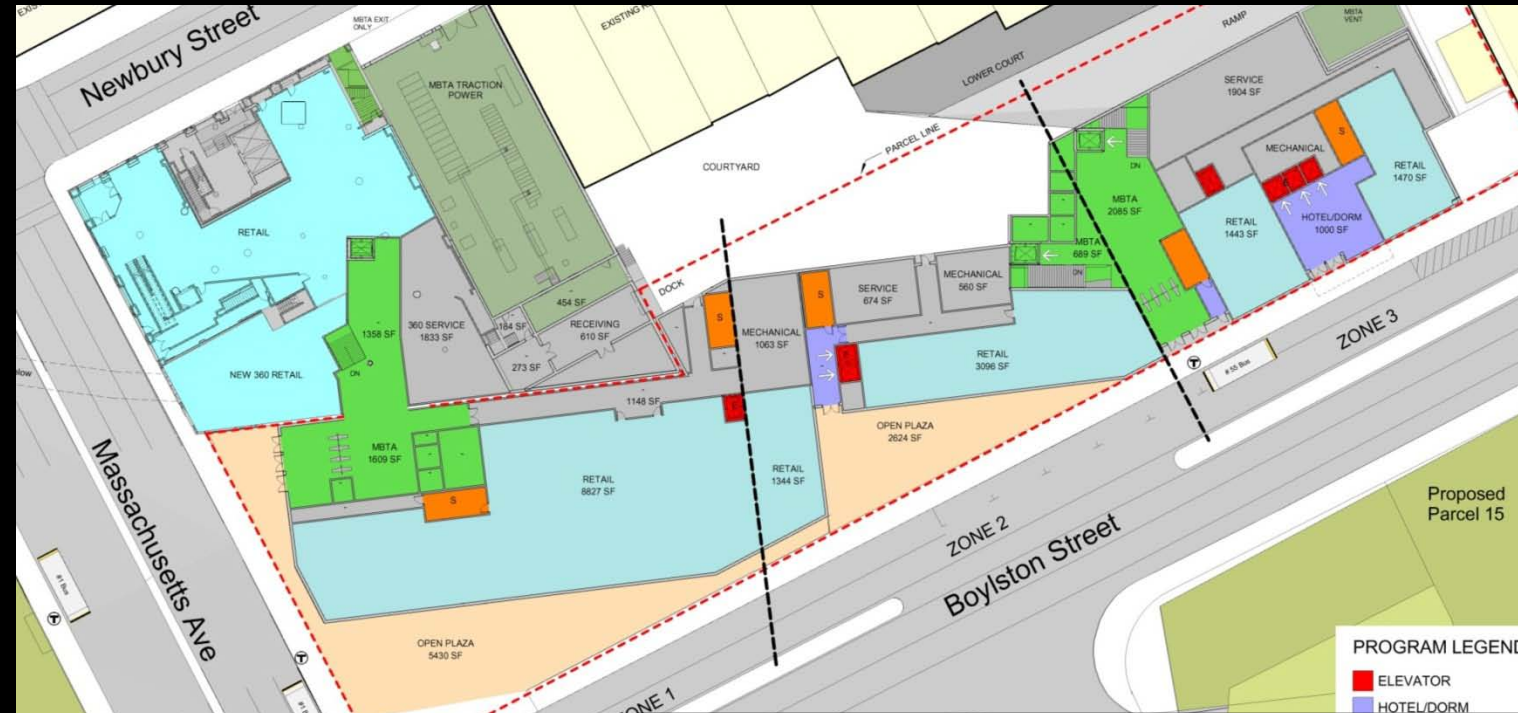 Newbury Street
MBTA EXIT
ONLY
MBTA TRACTION
POWER
RETAIL
NEW 360 RETAIL
1358 SF
DN
360 SERVICE
1833 SF
184 SF
273 SF
454 SF
RECEIVING
610 SF
DOCK
COURTYARD
PARCEL LINE
LOWER COURT
RAMP
MBTA
VENT
SERVICE
1904 SF
MECHANICAL
S
RETAIL
1470 SF
HOTEL/DORM
1000 SF
RETAIL
1443 SF
MBTA
2085 SF
DN
MBTA
689 SF
DN
MECHANICAL
560 SF
SERVICE
674 SF
S
MECHANICAL
1063 SF
S
RETAIL
3096 SF
1148 SF
MBTA
1609 SF
S
RETAIL
8827 SF
RETAIL
1344 SF
OPEN PLAZA
2624 SF
OPEN PLAZA
5430 SF
Massachusetts Ave
#1 Bus
T
T
T
#55 Bus
ZONE 3
ZONE 2
Boylston Street
Proposed
Parcel 15
PROGRAM LEGEND
ELEVATOR
HOTEL/DORM